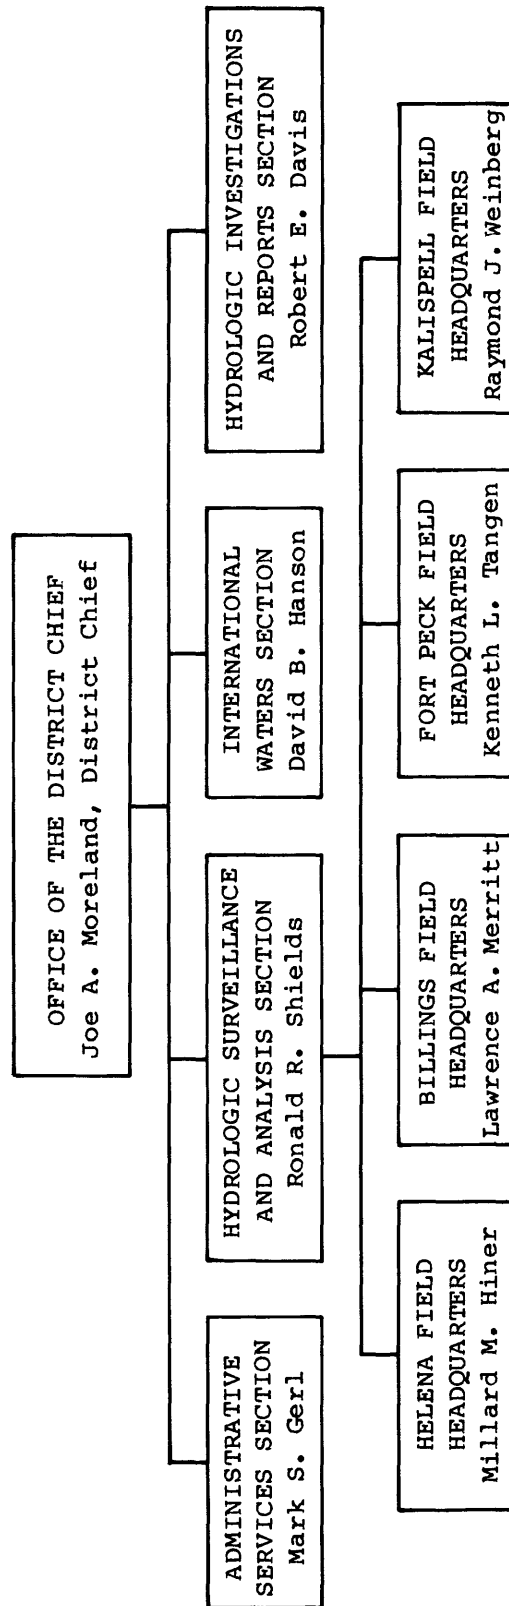 OFFICE OF THE DISTRICT CHIEF
Joe A. Moreland, District Chief
ADMINISTRATIVE
SERVICES SECTION
Mark S. Gerl
HYDROLOGIC SURVEILLANCE
AND ANALYSIS SECTION
Ronald R. Shields
INTERNATIONAL
WATERS SECTION
David B. Hanson
HYDROLOGIC INVESTIGATIONS
AND REPORTS SECTION
Robert E. Davis
HELENA FIELD
HEADQUARTERS
Millard M. Hiner
BILLINGS FIELD
HEADQUARTERS
Lawrence A. Merritt
FORT PECK FIELD
HEADQUARTERS
Kenneth L. Tangen
KALISPELL FIELD
HEADQUARTERS
Raymond J. Weinberg